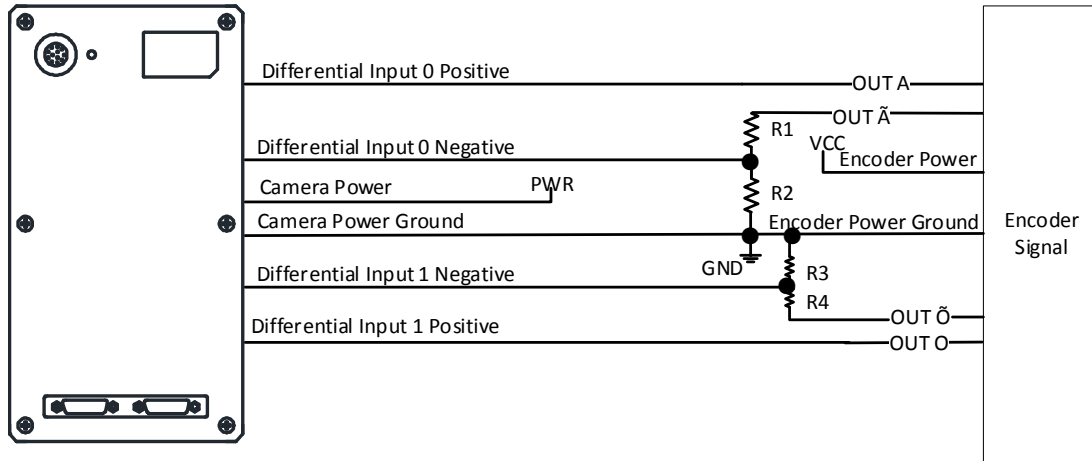 Differential Input 0 Positive
OUT A
OUT Ã
R1
VCC
Differential Input 0 Negative
Encoder Power
Camera Power
PWR
R2
Camera Power Ground
Encoder Power Ground
Encoder
Signal
GND
Differential Input 1 Negative
R3
R4
OUT Õ
Differential Input 1 Positive
OUT O